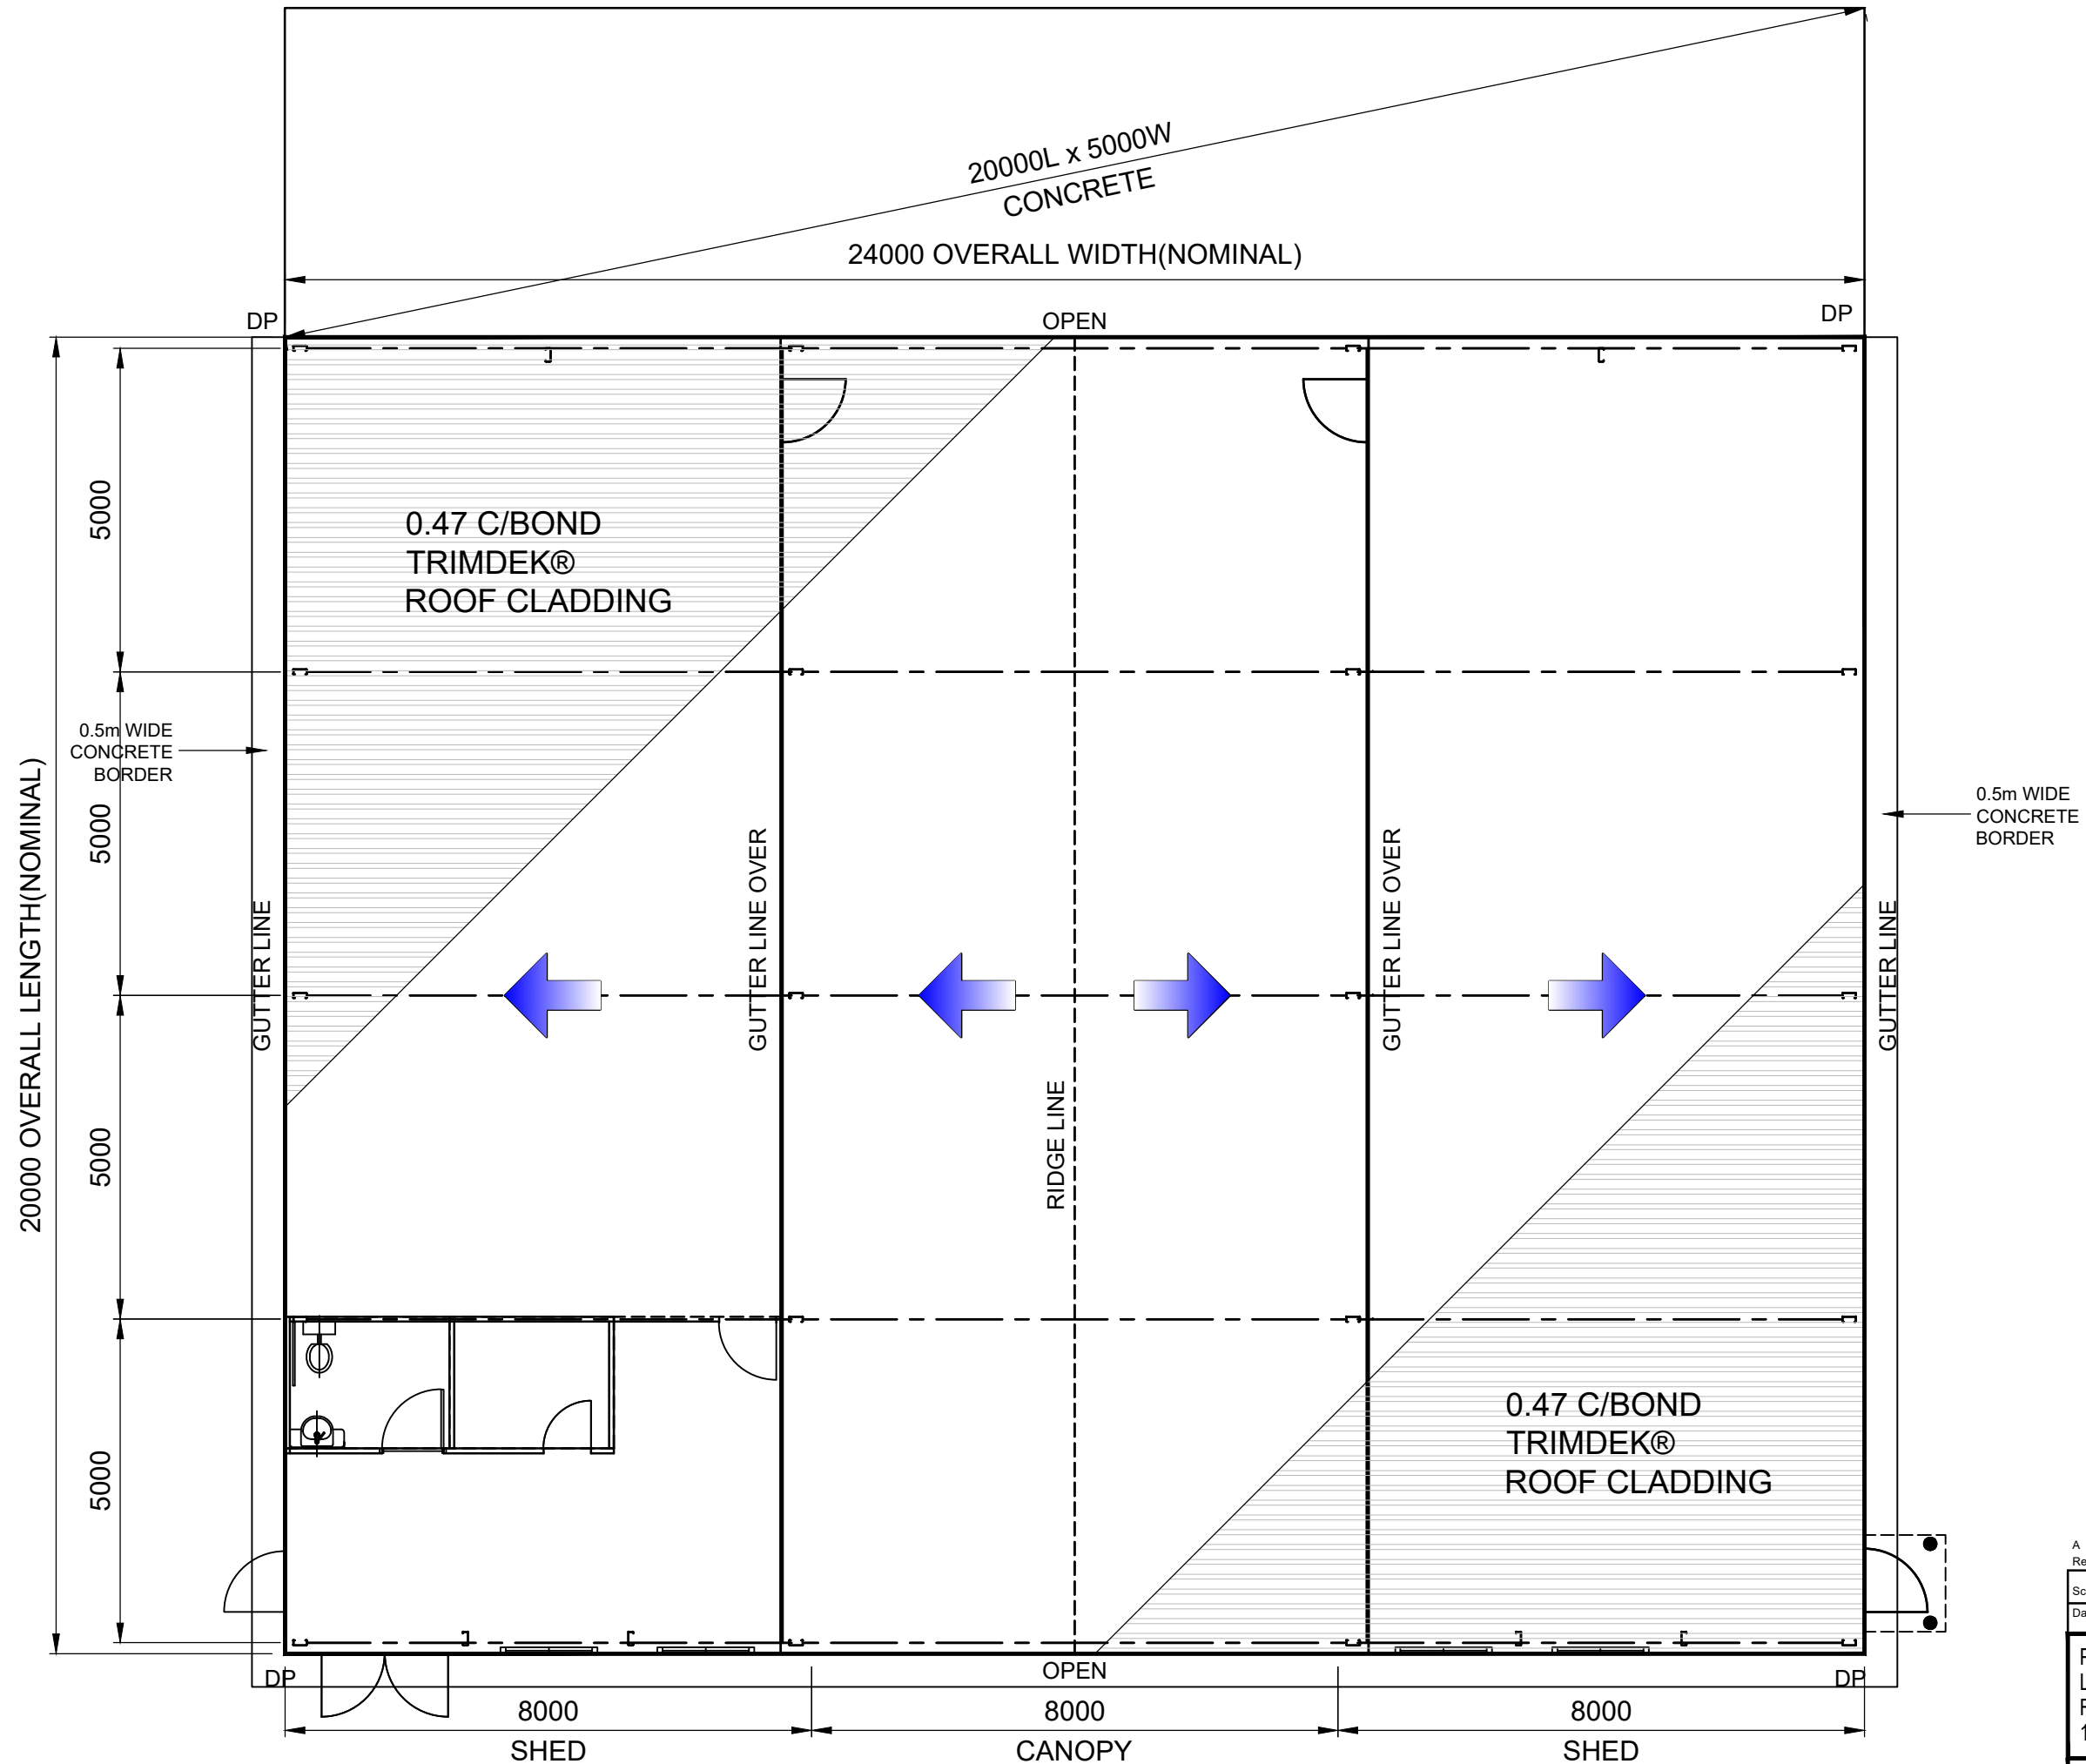 20000L x 5000W
CONCRETE
24000 OVERALL WIDTH(NOMINAL)
DP
OPEN
DP
5000
0.47 C/BOND
TRIMDEK®
ROOF CLADDING
0.5m WIDE
CONCRETE
BORDER
20000 OVERALL LENGTH(NOMINAL)
5000
GUTTER LINE
GUTTER LINE OVER
GUTTER LINE OVER
GUTTER LINE
0.5m WIDE
CONCRETE
BORDER
RIDGE LINE
5000
5000
0.47 C/BOND
TRIMDEK®
ROOF CLADDING
A
Re
Sc
Da
DP
OPEN
DP
8000
8000
8000
SHED
CANOPY
SHED